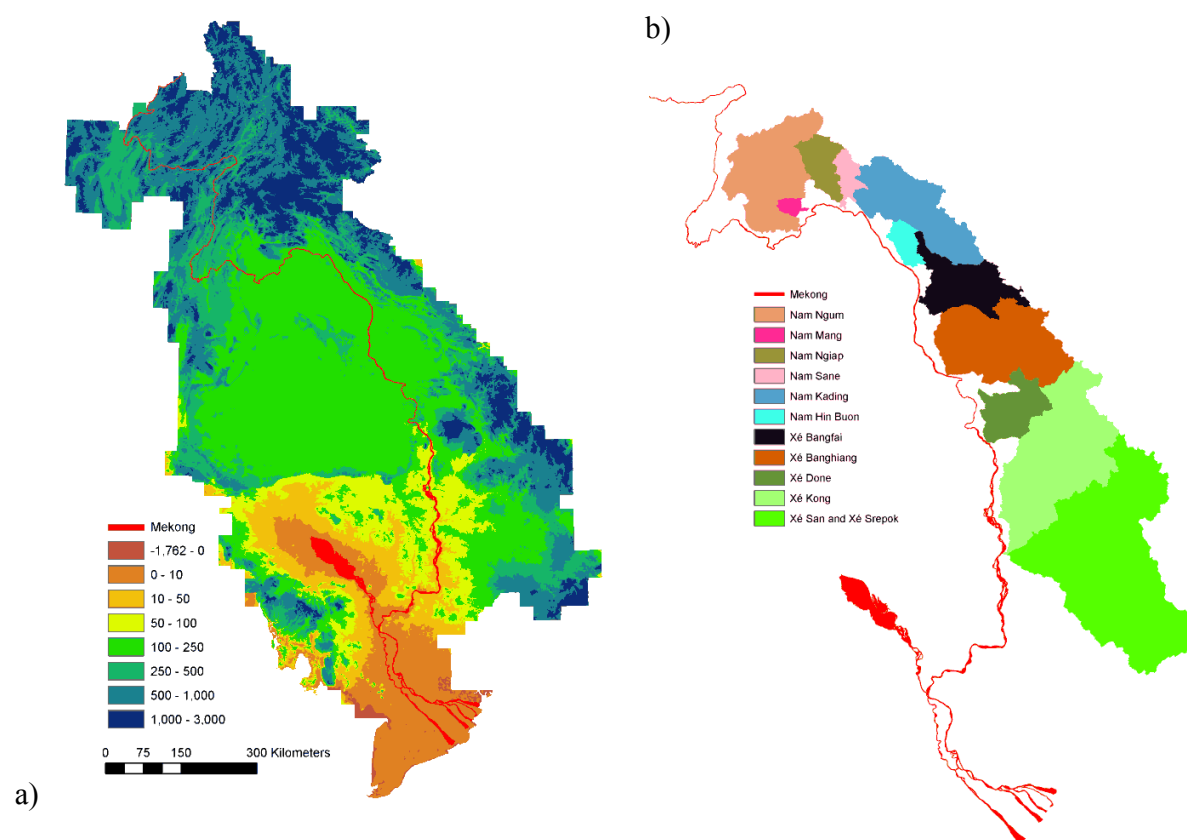 b)
Mekong
Nam Ngum
Nam Mang
Nam Ngiap
Nam Sane
Nam Kading
Nam Hin Buon
Xé Bangfai
Xé Banghiang
Xé Done
Xé Kong
Xé San and Xé Srepok
Mekong
-1,762 - 0
0 - 10
10 - 50
50 - 100
100 - 250
250 - 500
500 - 1,000
1,000 - 3,000
0 75 150 300 Kilometers
a)